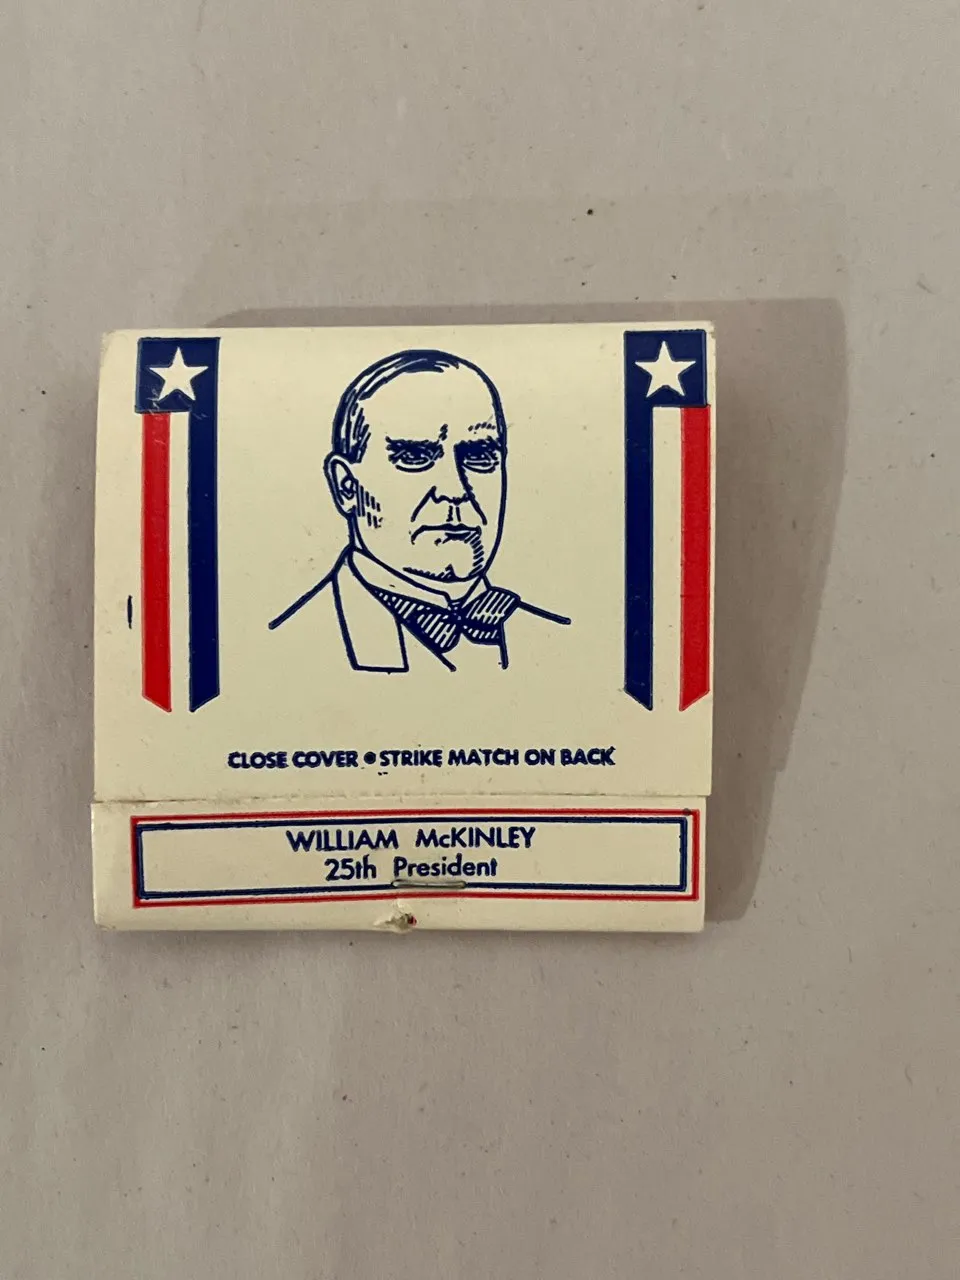 CLOSE COVER • STRIKE MATCH ON BACK
WILLIAM McKINLEY
25th President